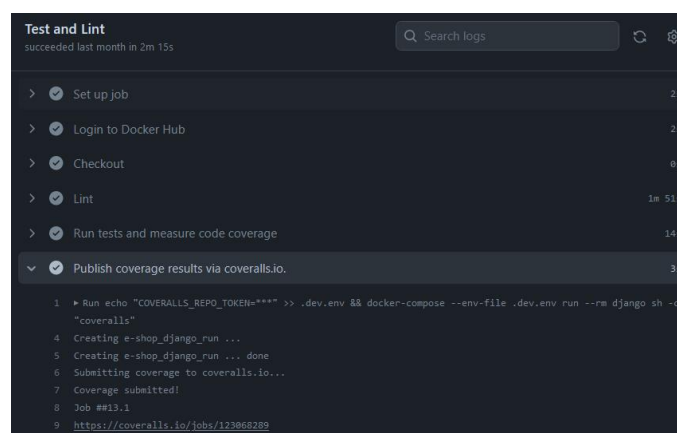 Test and Lint
succeeded last month in 2m 15s
Search logs
Set up job
2
Login to Docker Hub
2
Checkout
0
Lint
1m 51
Run tests and measure code coverage
14
Publish coverage results via coveralls.io.
3
1 ▸ Run echo "COVERALLS_REPO_TOKEN=***" >> .dev.env && docker-compose --env-file .dev.env run --rm django sh -c
"coveralls"
4 Creating e-shop_django_run ...
5 Creating e-shop_django_run ... done
6 Submitting coverage to coveralls.io...
7 Coverage submitted!
8 Job ##13.1
9 https://coveralls.io/jobs/123068289